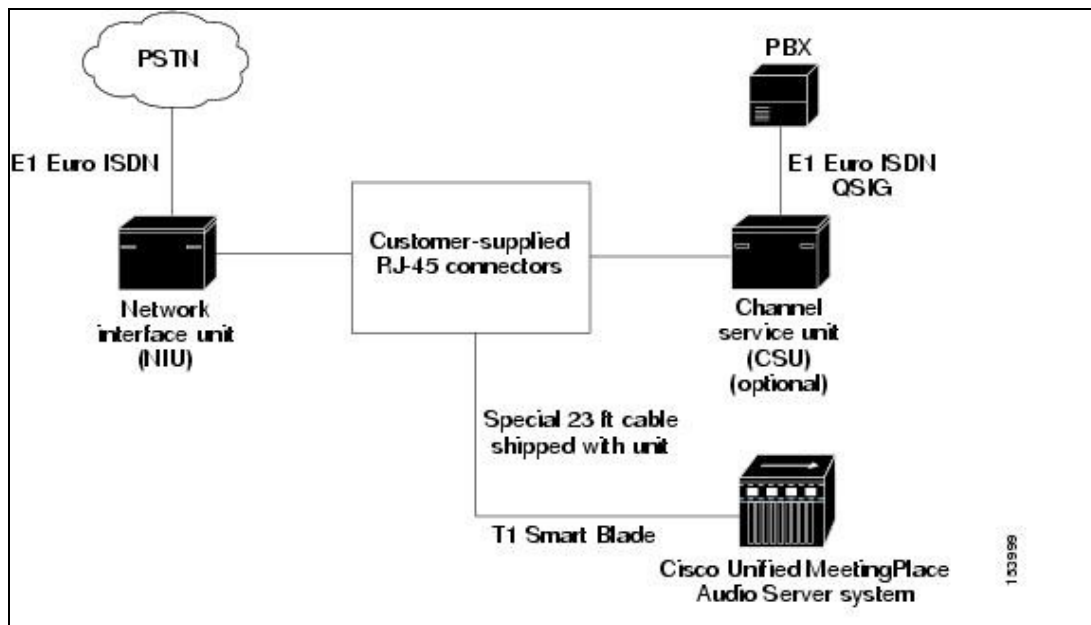 PSTN
PBX
E1 Euro ISDN
E1 Euro ISDN
QSIG
Customer-supplied
RJ-45 connectors
Network
interface unit
(NIU)
Channel
service unit
(CSU)
(optional)
Special 23 ft cable
shipped with unit
T1 Smart Blade
Cisco Unified MeetingPlace
Audio Server system
153999